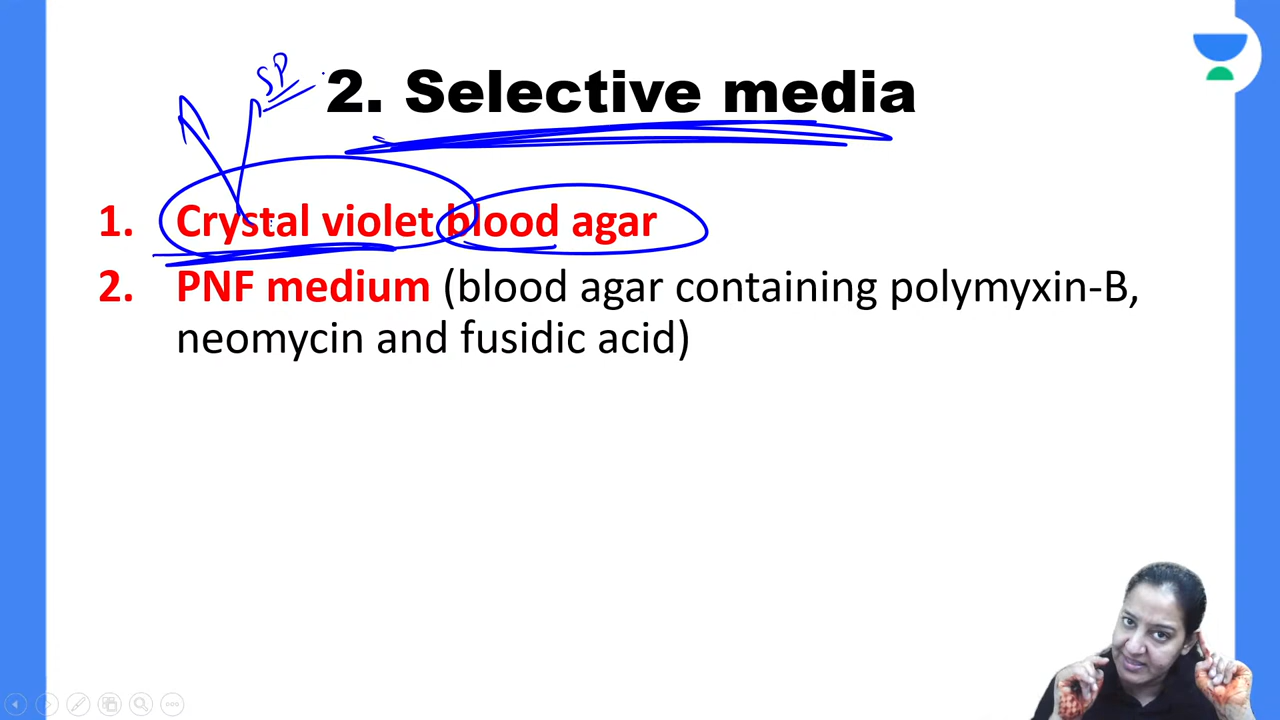 SP
2. Selective media
1. Crystal violet blood agar
2. PNF medium (blood agar containing polymyxin-B,
neomycin and fusidic acid)